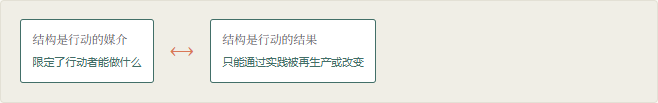 结构是行动的媒介
限定了行动者能做什么
⟷
结构是行动的结果
只能通过实践被再生产或改变